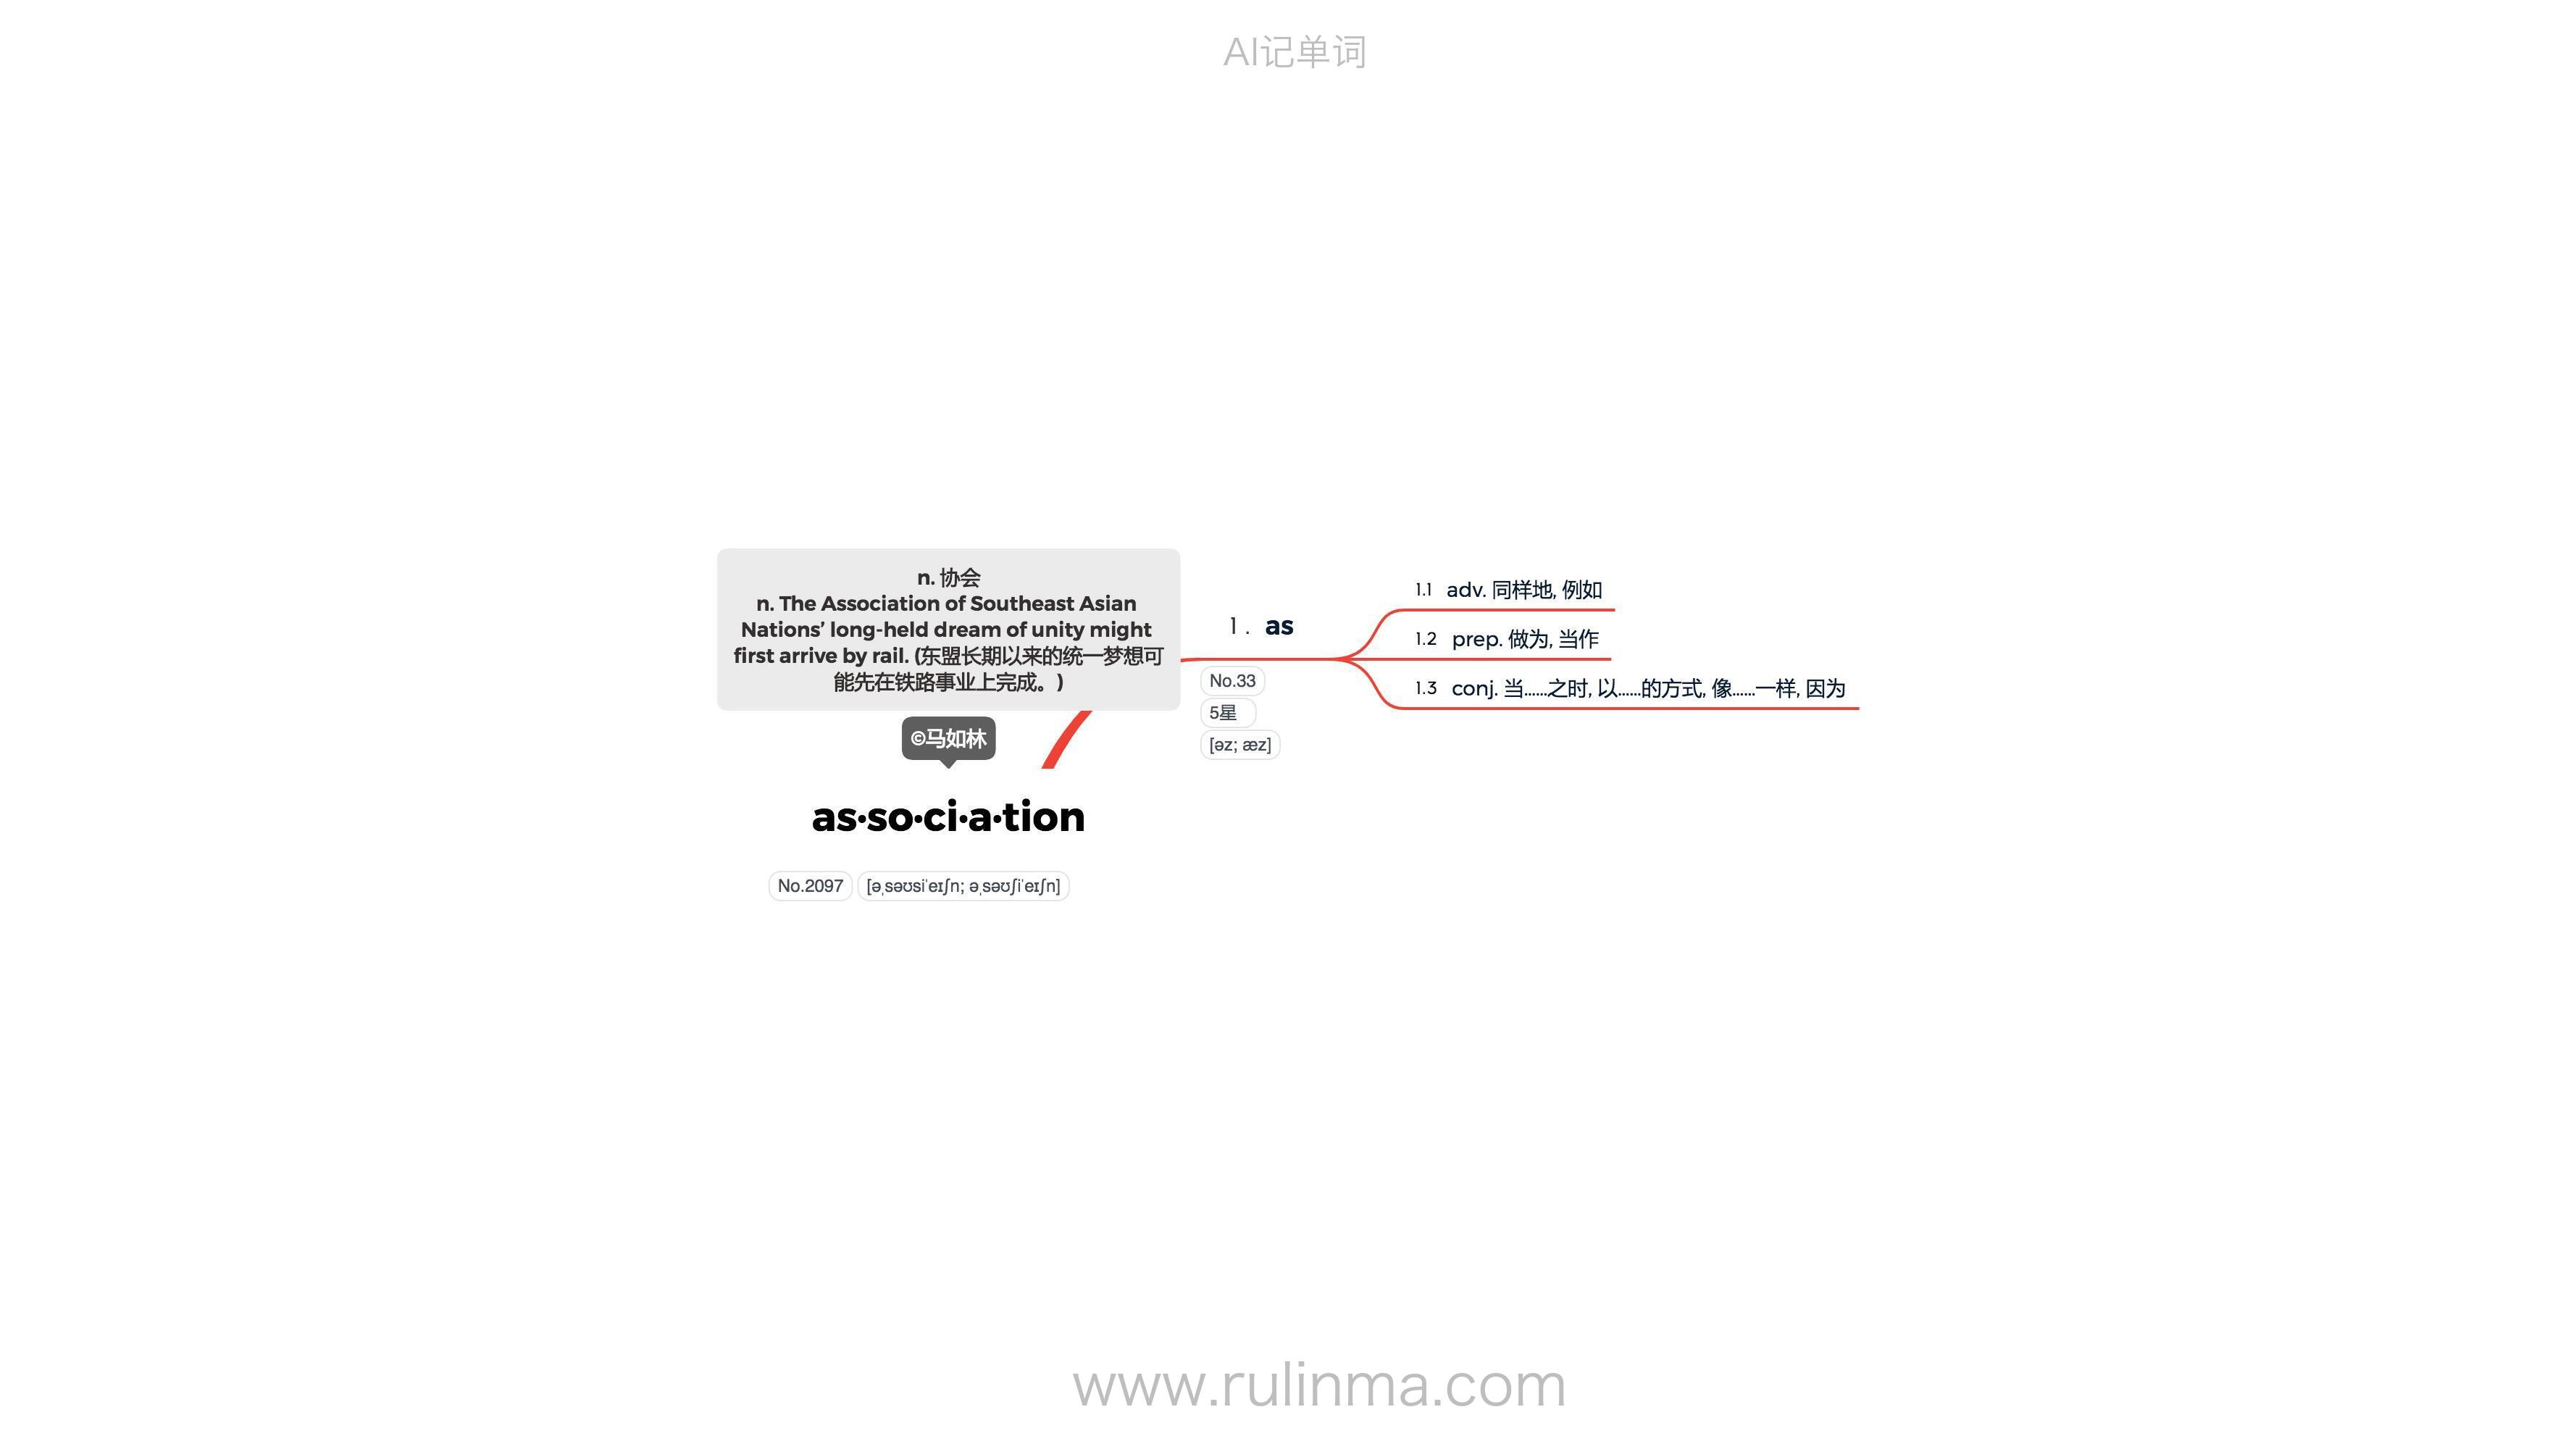 AI记单词
n. 协会
n. The Association of Southeast Asian
Nations’ long-held dream of unity might
first arrive by rail. (东盟长期以来的统一梦想可
能先在铁路事业上完成。)
©马如林
as·so·ci·a·tion
No.2097 [əˌsəʊsiˈeɪʃn; əˌsəʊʃiˈeɪʃn]
1. as
No.33
5星
[əz; æz]
1.1 adv. 同样地, 例如
1.2 prep. 做为, 当作
1.3 conj. 当……之时, 以……的方式, 像……一样, 因为
www.rulinma.com